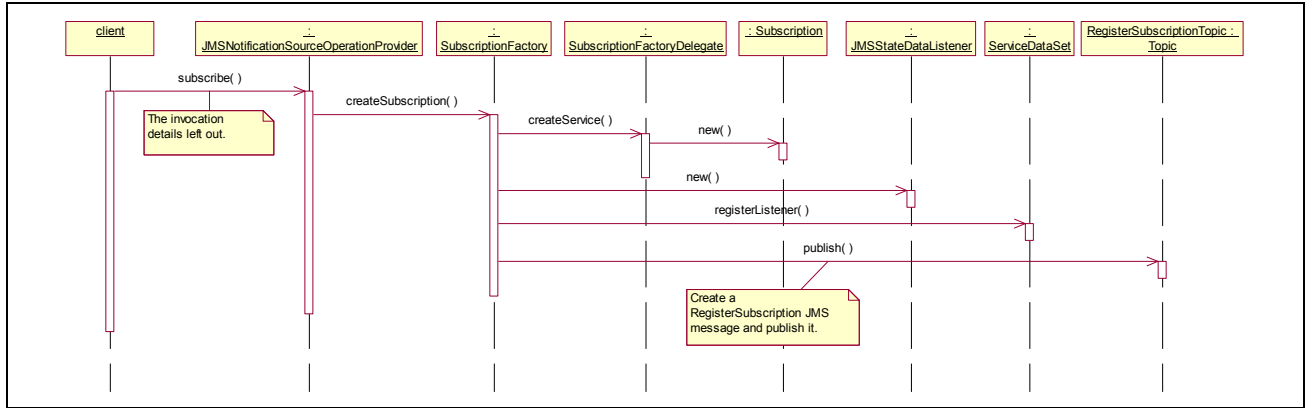 client
:
JMSNotificationSourceOperationProvider
:
SubscriptionFactory
:
SubscriptionFactoryDelegate
: Subscription
:
JMSStateDataListener
:
ServiceDataSet
RegisterSubscriptionTopic :
Topic
subscribe( )
The invocation
details left out.
createSubscription( )
createService( )
new( )
new( )
registerListener( )
publish( )
Create a
RegisterSubscription JMS
message and publish it.